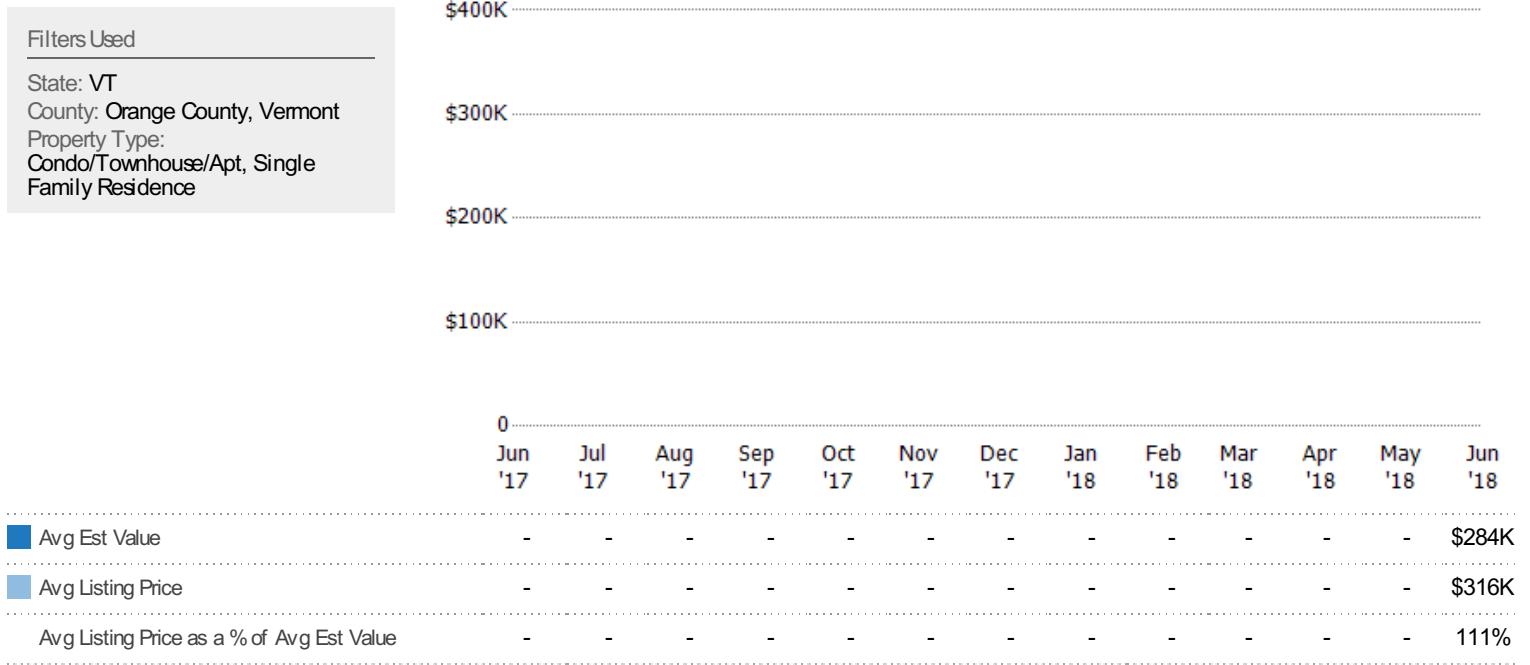 Filters Used
State: VT
County: Orange County, Vermont
Property Type:
Condo/Townhouse/Apt, Single
Family Residence
$400K
$300K
$200K
$100K
0
Jun Jul Aug Sep Oct Nov Dec Jan Feb Mar Apr May Jun
'17 '17 '17 '17 '17 '17 '17 '18 '18 '18 '18 '18 '18
Avg Est Value - - - - - - - - - - - - $284K
Avg Listing Price - - - - - - - - - - - - $316K
Avg Listing Price as a % of Avg Est Value - - - - - - - - - - - - 111%